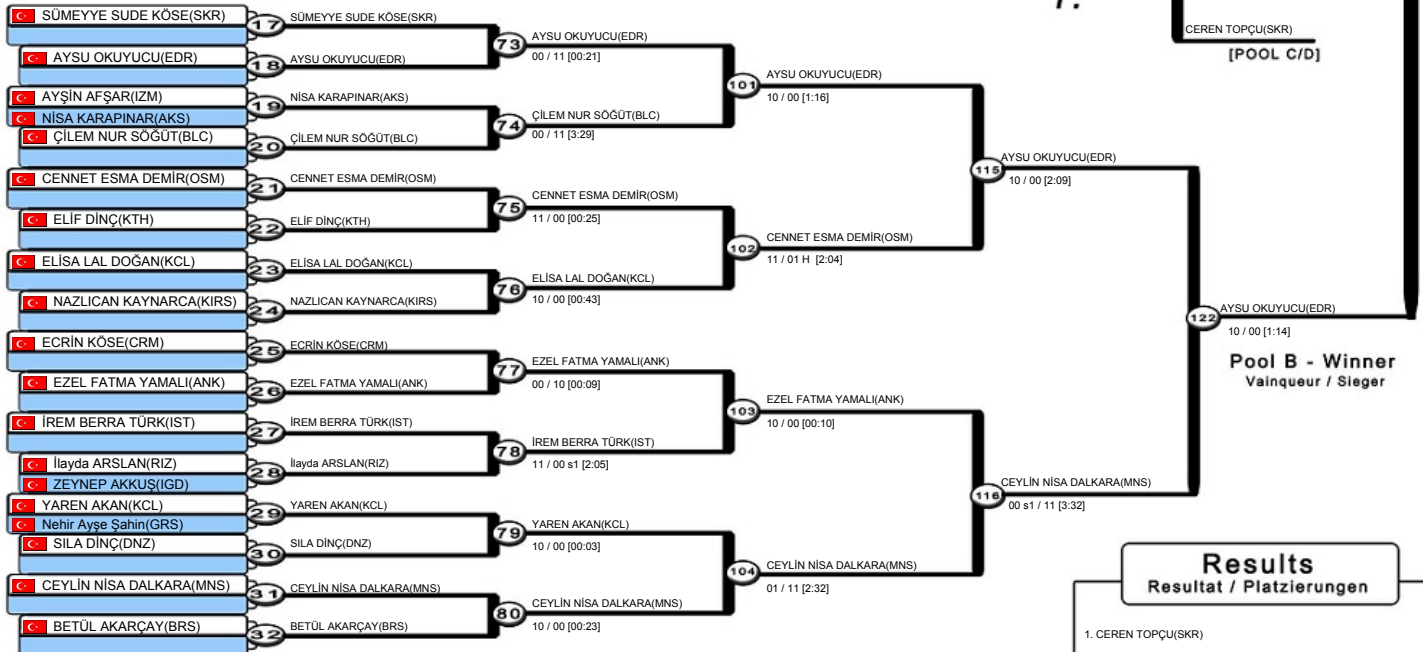 1.
SÜMEYYE SUDE KÖSE(SKR)
17
SÜMEYYE SUDE KÖSE(SKR)
AYSU OKUYUCU(EDR)
18
AYSU OKUYUCU(EDR)
73
AYSU OKUYUCU(EDR)
00 / 11 [00:21]
AYŞİN AFŞAR(IZM)
NİSA KARAPINAR(AKS)
19
NİSA KARAPINAR(AKS)
ÇİLEM NUR SÖĞÜT(BLC)
20
ÇİLEM NUR SÖĞÜT(BLC)
74
ÇİLEM NUR SÖĞÜT(BLC)
00 / 11 [3:29]
101
AYSU OKUYUCU(EDR)
10 / 00 [1:16]
CENNET ESMA DEMİR(OSM)
21
CENNET ESMA DEMİR(OSM)
ELİF DİNÇ(KTH)
22
ELİF DİNÇ(KTH)
75
CENNET ESMA DEMİR(OSM)
11 / 00 [00:25]
ELİSA LAL DOĞAN(KCL)
23
ELİSA LAL DOĞAN(KCL)
NAZLICAN KAYNARCA(KIRS)
24
NAZLICAN KAYNARCA(KIRS)
76
ELİSA LAL DOĞAN(KCL)
10 / 00 [00:43]
102
CENNET ESMA DEMİR(OSM)
11 / 01 H [2:04]
115
AYSU OKUYUCU(EDR)
10 / 00 [2:09]
ECRİN KÖSE(CRM)
25
ECRİN KÖSE(CRM)
EZEL FATMA YAMALI(ANK)
26
EZEL FATMA YAMALI(ANK)
77
EZEL FATMA YAMALI(ANK)
00 / 10 [00:09]
İREM BERRA TÜRK(IST)
27
İREM BERRA TÜRK(IST)
İlayda ARSLAN(RIZ)
ZEYNEP AKKUŞ(IGD)
28
İlayda ARSLAN(RIZ)
78
İREM BERRA TÜRK(IST)
11 / 00 s1 [2:05]
103
EZEL FATMA YAMALI(ANK)
10 / 00 [00:10]
YAREN AKAN(KCL)
Nehir Ayşe Şahin(GRS)
29
YAREN AKAN(KCL)
SILA DİNÇ(DNZ)
30
SILA DİNÇ(DNZ)
79
YAREN AKAN(KCL)
10 / 00 [00:03]
CEYLİN NİSA DALKARA(MNS)
31
CEYLİN NİSA DALKARA(MNS)
BETÜL AKARÇAY(BRS)
32
BETÜL AKARÇAY(BRS)
80
CEYLİN NİSA DALKARA(MNS)
10 / 00 [00:23]
104
CEYLİN NİSA DALKARA(MNS)
01 / 11 [2:32]
116
CEYLİN NİSA DALKARA(MNS)
00 s1 / 11 [3:32]
122
AYSU OKUYUCU(EDR)
10 / 00 [1:14]
Pool B - Winner
Vainqueur / Sieger
CEREN TOPÇU(SKR)
[POOL C/D]
Results
Resultat / Platzierungen
1. CEREN TOPÇU(SKR)